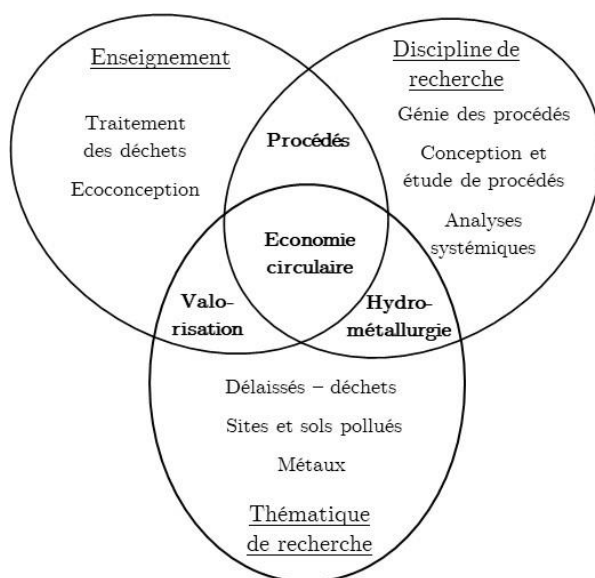 Enseignement
Traitement
des déchets
Ecoconception
Procédés
Discipline de
recherche
Génie des procédés
Conception et
étude de procédés
Analyses
systémiques
Economie
circulaire
Valo-
risation
Hydro-
métallurgie
Délaissés – déchets
Sites et sols pollués
Métaux
Thématique
de recherche